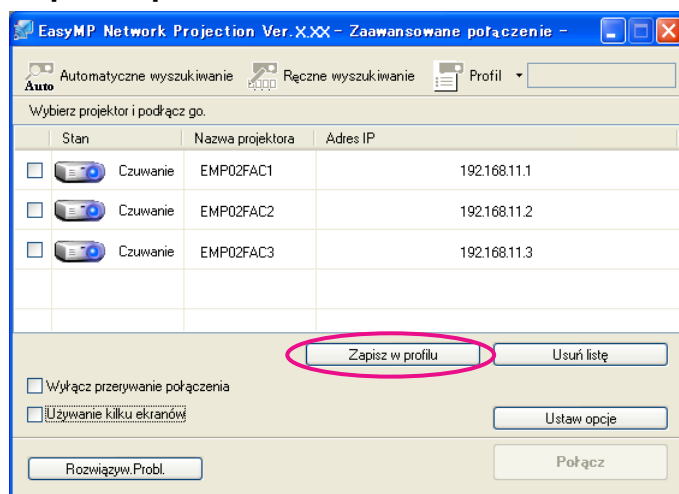 EasyMP Network Projection Ver.X.XX - Zaawansowane połączenie -
Auto Automatyczne wyszukiwanie Ręczne wyszukiwanie Profil
Wybierz projektor i podłącz go.
Stan Nazwa projektora Adres IP
Czuwanie EMP02FAC1 192.168.11.1
Czuwanie EMP02FAC2 192.168.11.2
Czuwanie EMP02FAC3 192.168.11.3
Zapisz w profilu Usuń listę
Wyłącz przerywanie połączenia
Używanie kilku ekranów
Ustaw opcje
Rozwiązyw.Probl. Połącz